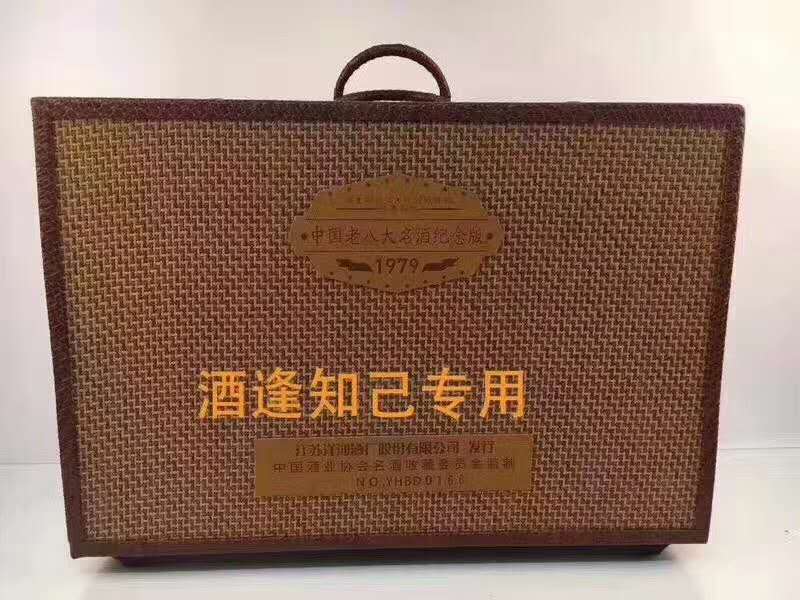 中国老八大名酒纪念版
1979
酒逢知己专用
江苏洋河酒厂股份有限公司 发行
中国酒业协会名酒收藏委员会监制
NO.YHBD0166